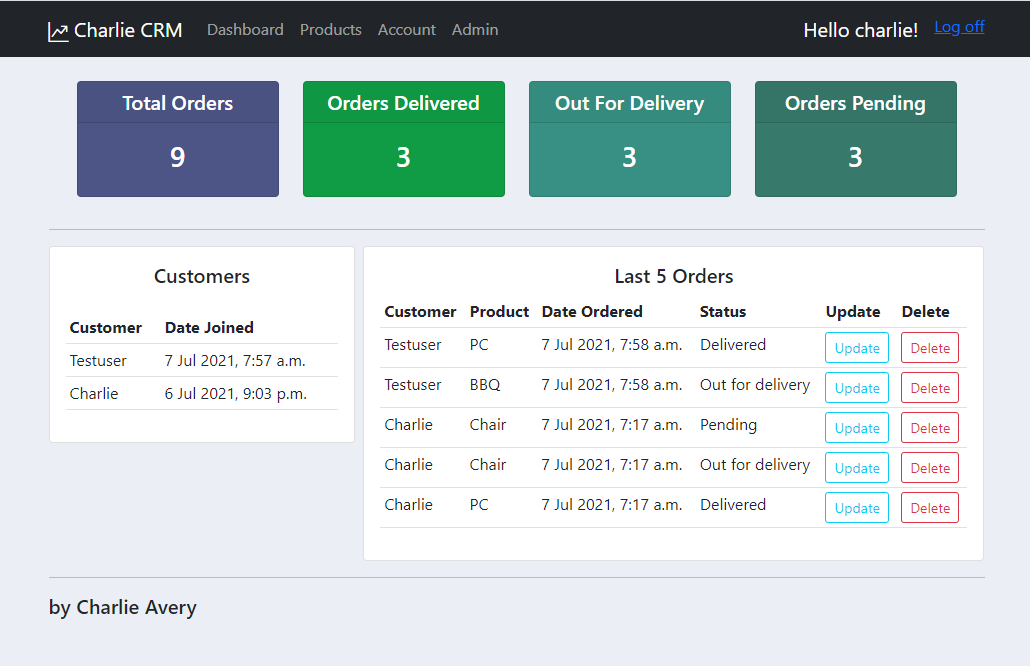 Charlie CRM Dashboard Products Account Admin Hello charlie! Log off
Total Orders Orders Delivered Out For Delivery Orders Pending
9 3 3 3
Customers
Customer Date Joined
Testuser 7 Jul 2021, 7:57 a.m.
Charlie 6 Jul 2021, 9:03 p.m.
Last 5 Orders
Customer Product Date Ordered Status Update Delete
Testuser PC 7 Jul 2021, 7:58 a.m. Delivered Update Delete
Testuser BBQ 7 Jul 2021, 7:58 a.m. Out for delivery Update Delete
Charlie Chair 7 Jul 2021, 7:17 a.m. Pending Update Delete
Charlie Chair 7 Jul 2021, 7:17 a.m. Out for delivery Update Delete
Charlie PC 7 Jul 2021, 7:17 a.m. Delivered Update Delete
by Charlie Avery